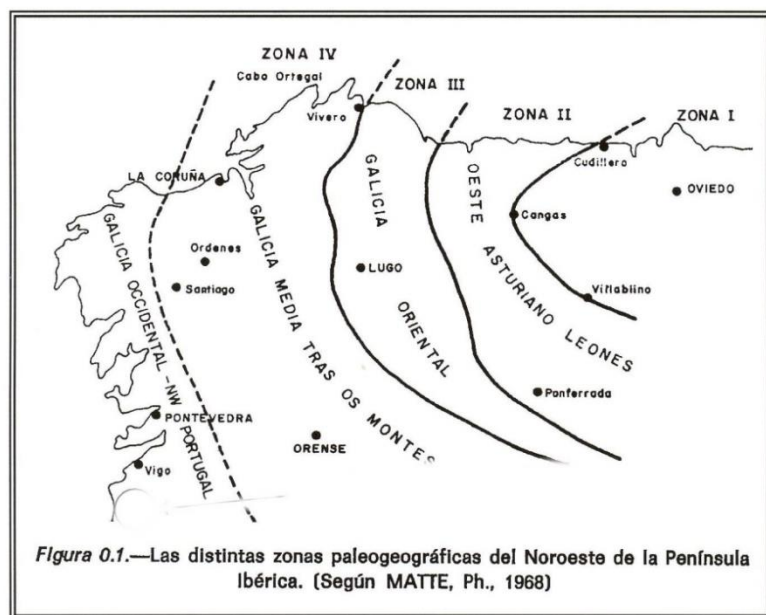 ZONA IV
Cabo Ortegal
ZONA III
Vivero
ZONA II
ZONA I
Cudillero
LA CORUÑA
OVIEDO
Cangas
Ordenes
LUGO
Santiago
Villablino
GALICIA OCCIDENTAL-NW PORTUGAL
GALICIA MEDIA TRAS OS MONTES
GALICIA ORIENTAL
OESTE ASTURIANO LEONES
Ponferrada
PONTEVEDRA
ORENSE
Vigo
Figura 0.1.—Las distintas zonas paleogeográficas del Noroeste de la Península
Ibérica. (Según MATTE, Ph., 1968)